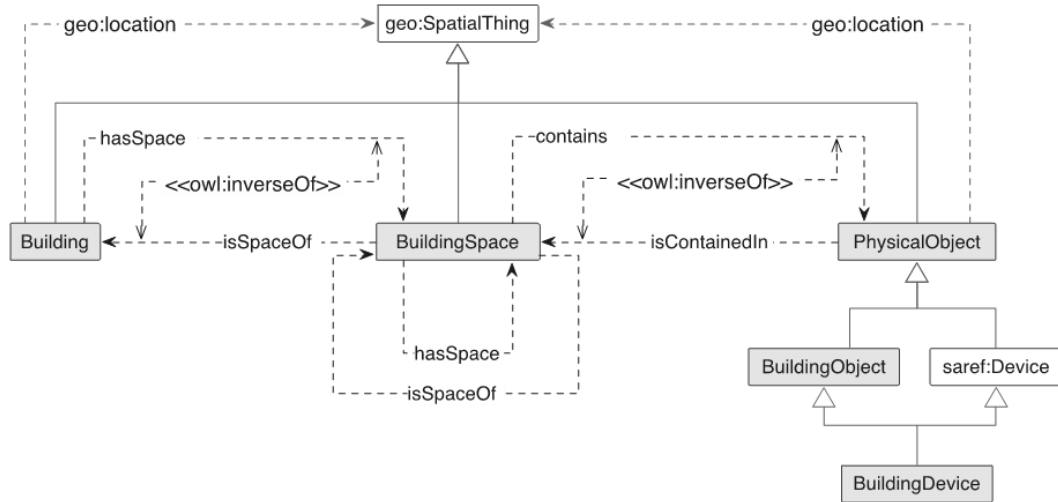 geo:location
geo:SpatialThing
geo:location
hasSpace
contains
<<owl:inverseOf>>
<<owl:inverseOf>>
Building
isSpaceOf
BuildingSpace
isContainedIn
PhysicalObject
hasSpace
isSpaceOf
BuildingObject
saref:Device
BuildingDevice